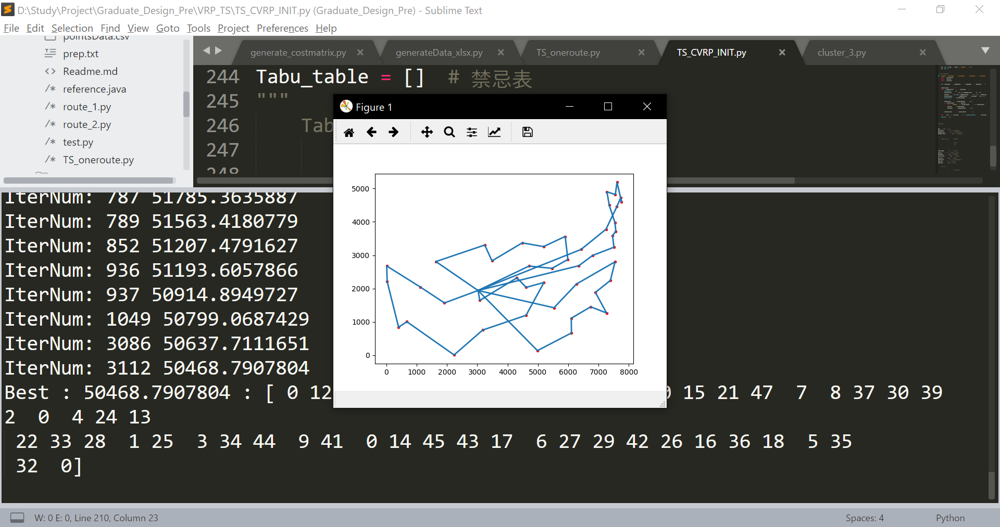 D:\Study\Project\Graduate_Design_Pre\VRP_TS\TS_CVRP_INIT.py (Graduate_Design_Pre) - Sublime Text
File Edit Selection Find View Goto Tools Project Preferences Help
pointsData.csv
prep.txt
Readme.md
reference.java
route_1.py
route_2.py
test.py
TS_oneroute.py
generate_costmatrix.py
generateData_xlsx.py
TS_oneroute.py
TS_CVRP_INIT.py
cluster_3.py
244 Tabu_table = [] # 禁忌表
245 """
246 Tab
247
248
Figure 1
5000
4000
3000
2000
1000
0
0 1000 2000 3000 4000 5000 6000 7000 8000
IterNum: 787 51785.3635887
IterNum: 789 51563.4180779
IterNum: 852 51207.4791627
IterNum: 936 51193.6057866
IterNum: 937 50914.8949727
IterNum: 1049 50799.0687429
IterNum: 3086 50637.7111651
IterNum: 3112 50468.7907804
Best : 50468.7907804 : [ 0 12 15 21 47 7 8 37 30 39
2 0 4 24 13
22 33 28 1 25 3 34 44 9 41 0 14 45 43 17 6 27 29 42 26 16 36 18 5 35
32 0]
W: 0 E: 0, Line 210, Column 23
Spaces: 4
Python